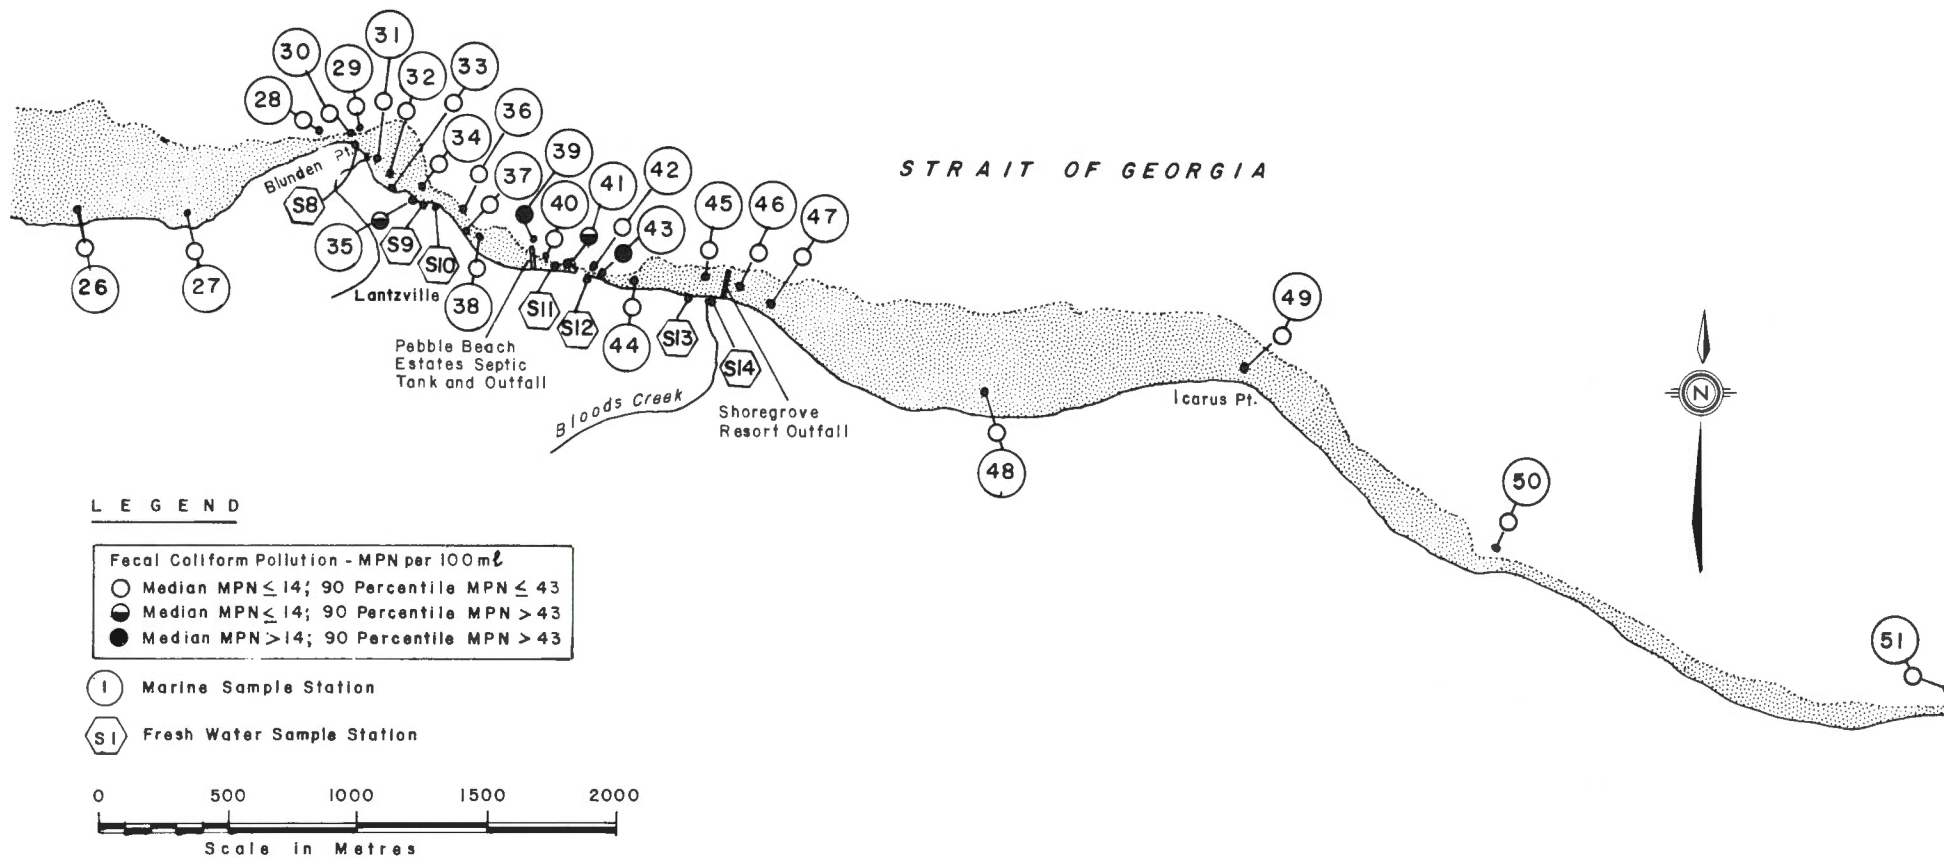 31
30
29
32
33
28
36
34
39
37
41
42
40
43
45
46
47
STRAIT OF GEORGIA
Blunden Pt.
S8
35
S9
S10
26
27
Lantzville
38
S11
S12
44
S13
S14
49
Pebble Beach
Estates Septic
Tank and Outfall
Bloods Creek
Shoregrove
Resort Outfall
Icarus Pt.
48
N
50
51
LEGEND
Fecal Coliform Pollution - MPN per 100ml
Median MPN ≤ 14; 90 Percentile MPN ≤ 43
Median MPN ≤ 14; 90 Percentile MPN > 43
Median MPN > 14; 90 Percentile MPN > 43
1 Marine Sample Station
S1 Fresh Water Sample Station
0 500 1000 1500 2000
Scale in Metres